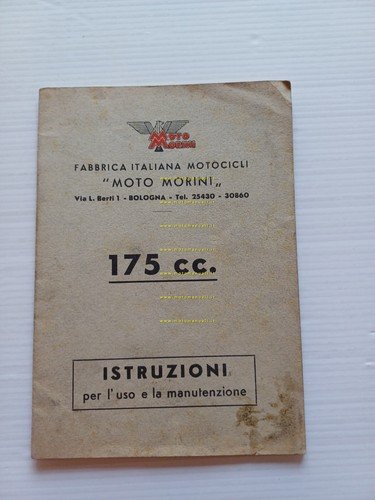 MOTO
MORINI
FABBRICA ITALIANA MOTOCICLI
"MOTO MORINI„
Via L. Berti 1 - BOLOGNA - Tel. 25430 - 30860
175 cc.
ISTRUZIONI
per l'uso e la manutenzione